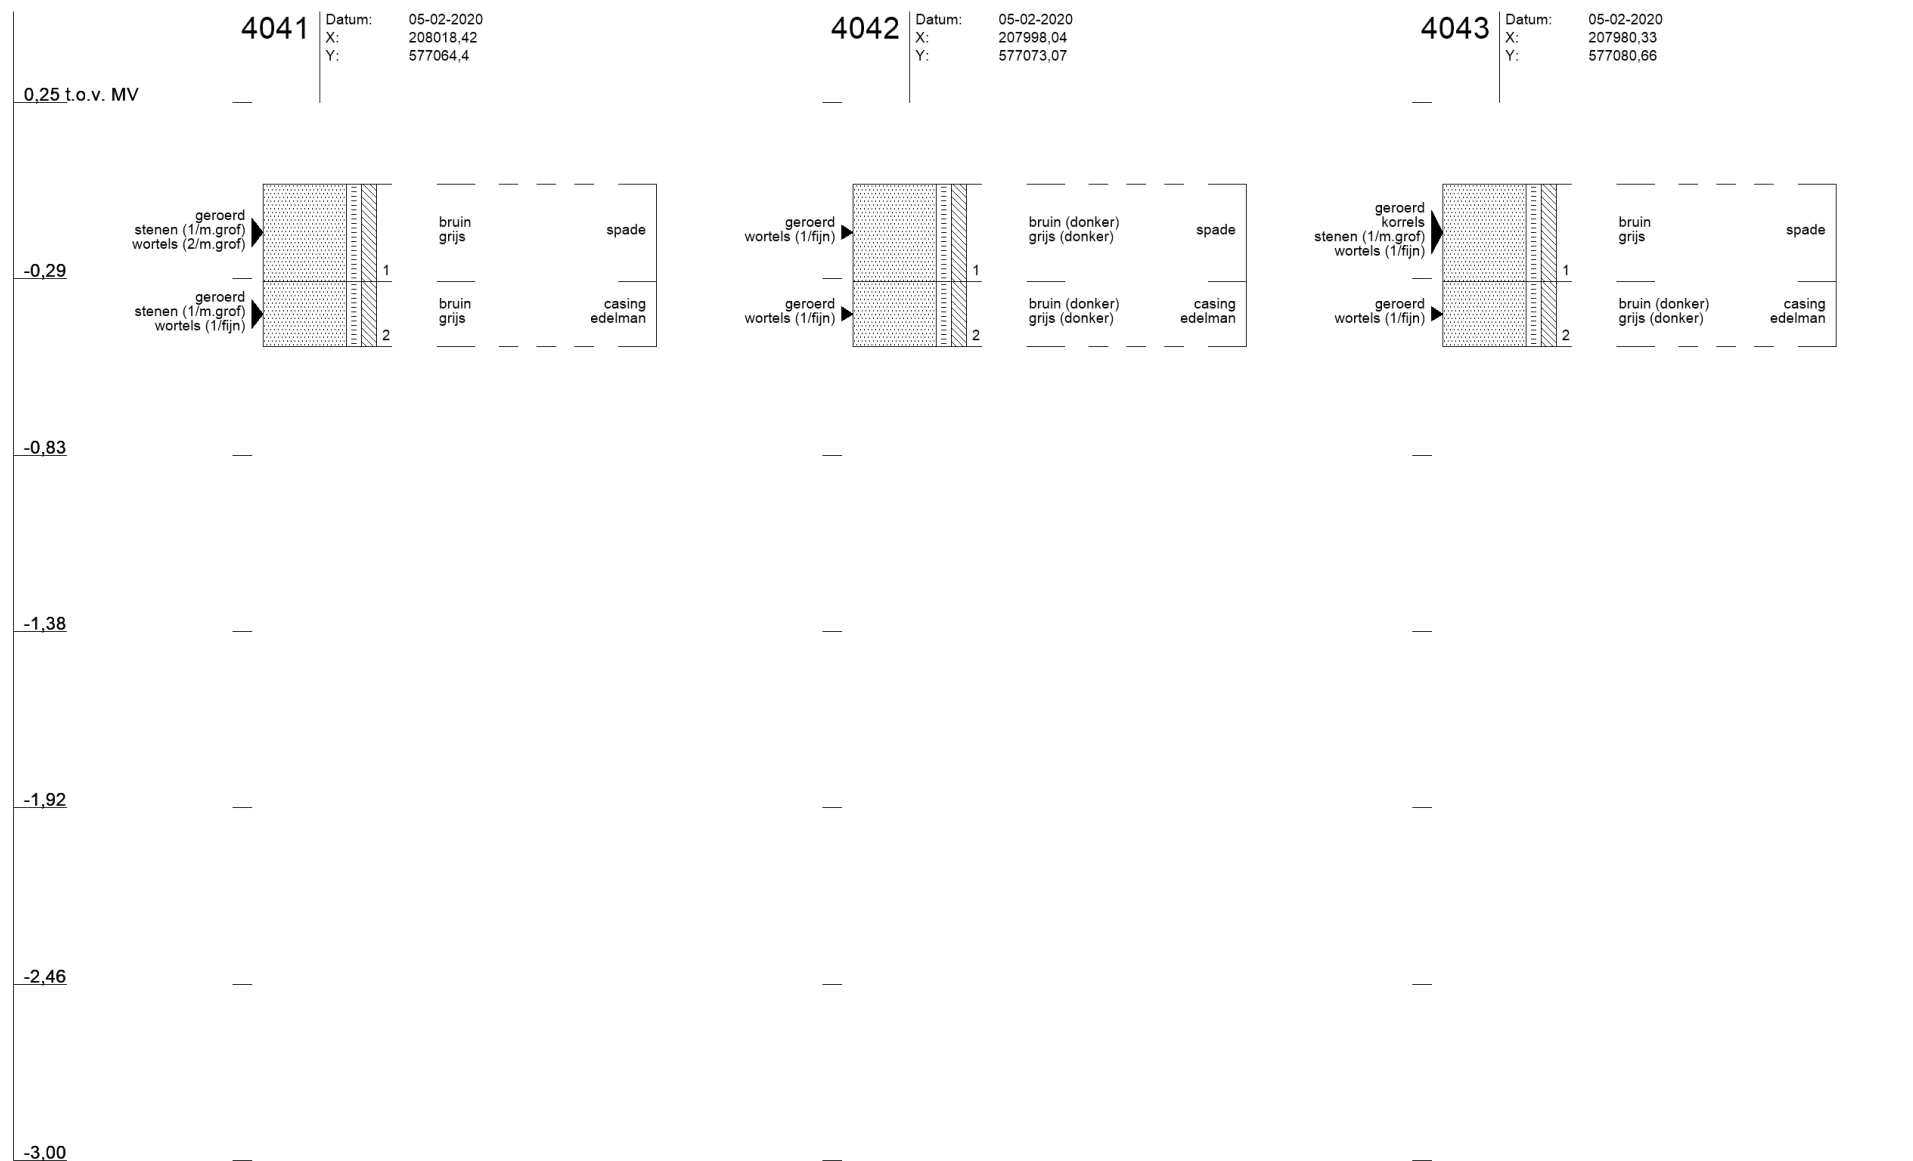 4041
Datum: 05-02-2020
X: 208018,42
Y: 577064,4
4042
Datum: 05-02-2020
X: 207998,04
Y: 577073,07
4043
Datum: 05-02-2020
X: 207980,33
Y: 577080,66
0,25 t.o.v. MV
-0,29
-0,83
-1,38
-1,92
-2,46
-3,00
geroerd
stenen (1/m.grof)
wortels (2/m.grof)
1
bruin
grijs
spade
geroerd
stenen (1/m.grof)
wortels (1/fijn)
2
bruin
grijs
casing
edelman
geroerd
wortels (1/fijn)
1
bruin (donker)
grijs (donker)
spade
geroerd
wortels (1/fijn)
2
bruin (donker)
grijs (donker)
casing
edelman
geroerd
korrels
stenen (1/m.grof)
wortels (1/fijn)
1
bruin
grijs
spade
geroerd
wortels (1/fijn)
2
bruin (donker)
grijs (donker)
casing
edelman